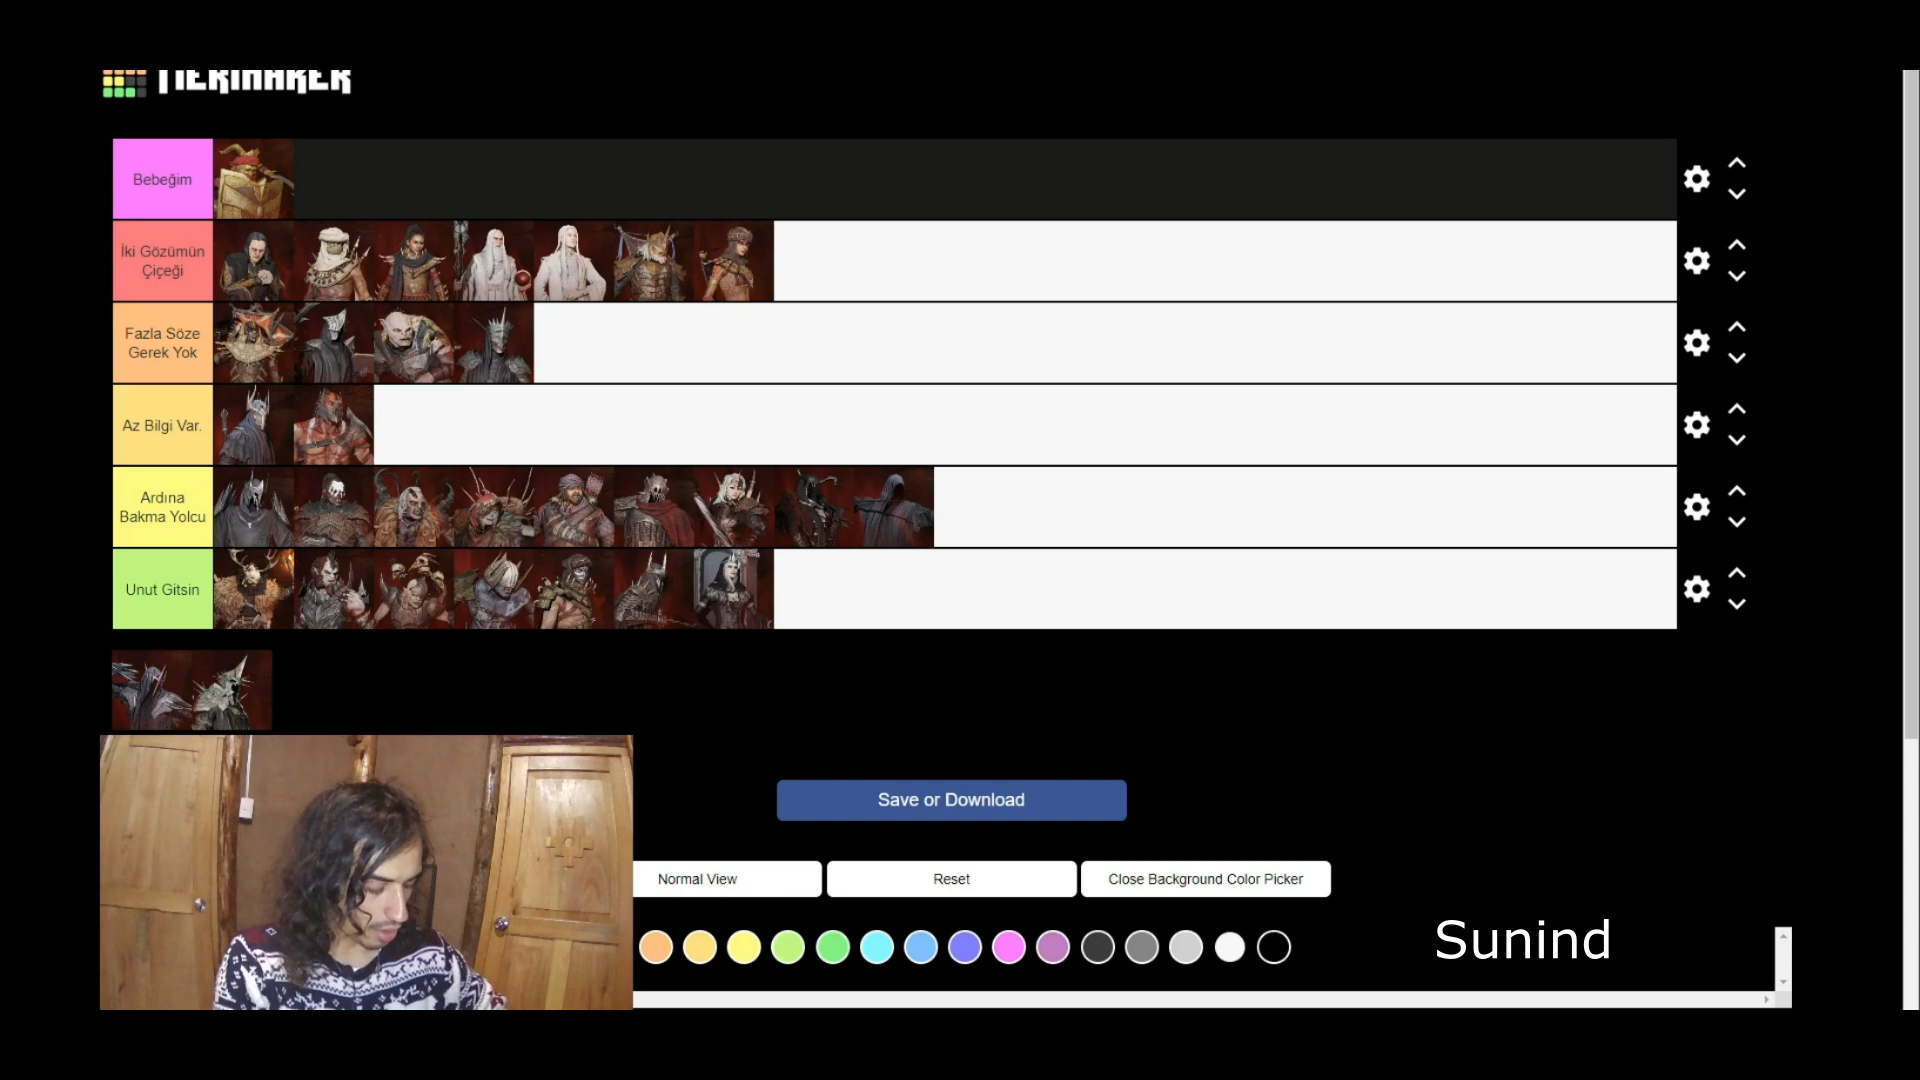 TIERMAKER
Bebeğim
İki Gözümün
Çiçeği
Fazla Söze
Gerek Yok
Az Bilgi Var.
Ardına
Bakma Yolcu
Unut Gitsin
Save or Download
Normal View
Reset
Close Background Color Picker
Sunind